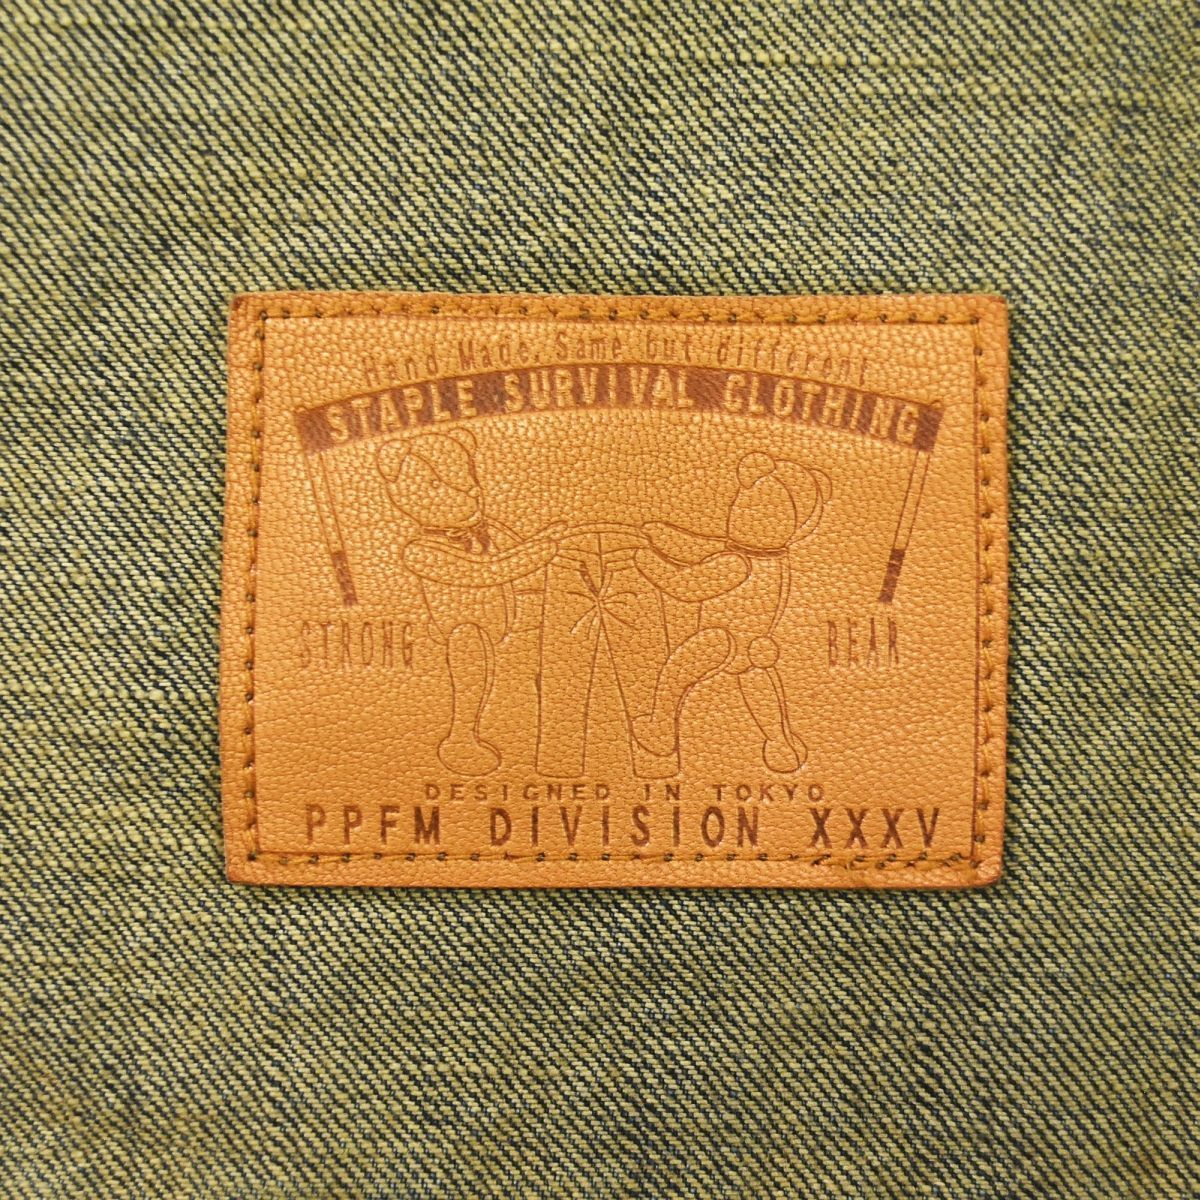 Hand Made. Same but different
STAPLE SURVIVAL CLOTHING
STRONG BEAR
DESIGNED IN TOKYO
PPFM DIVISION XXXV